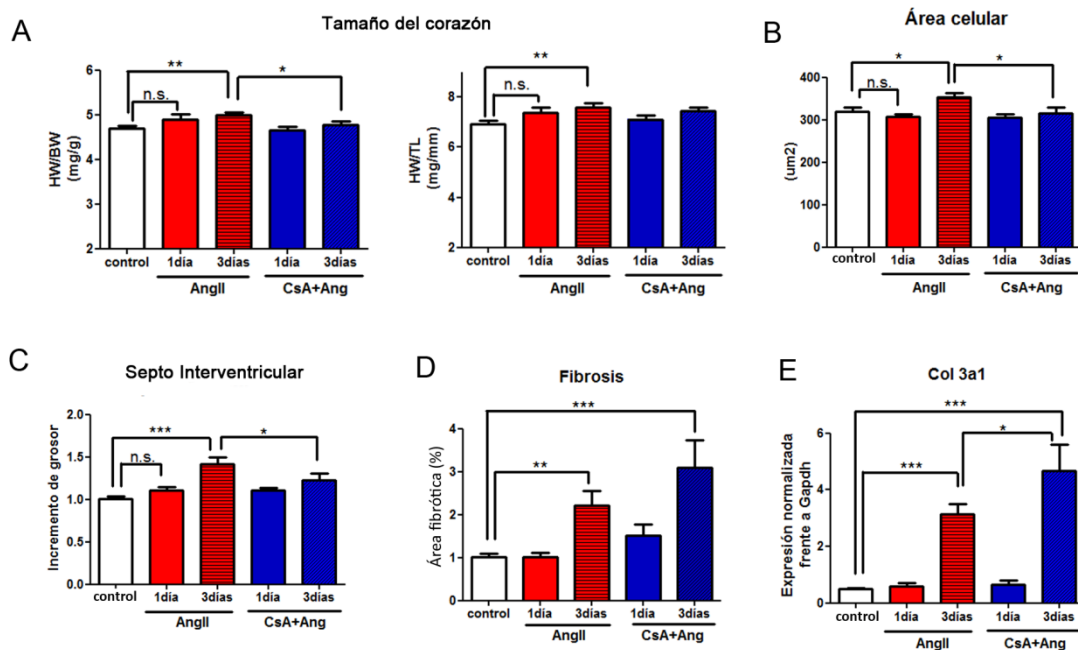 A
Tamaño del corazón
HW/BW
(mg/g)
6
5
4
3
2
**
*
n.s.
control
1día
3días
1día
3días
AngII
CsA+Ang
HW/TL
(mg/mm)
8
6
4
2
**
n.s.
control
1día
3días
1día
3días
AngII
CsA+Ang
B
Área celular
(um2)
400
300
200
100
0
*
*
n.s.
control
1día
3días
1día
3días
AngII
CsA+Ang
C
Septo Interventricular
Incremento de grosor
2.0
1.5
1.0
0.5
0.0
***
*
n.s.
control
1día
3días
1día
3días
AngII
CsA+Ang
D
Fibrosis
Área fibrótica (%)
4
3
2
1
0
***
**
control
1día
3días
1día
3días
AngII
CsA+Ang
E
Col 3a1
Expresión normalizada
frente a Gapdh
6
4
2
0
***
*
***
control
1día
3días
1día
3días
AngII
CsA+Ang